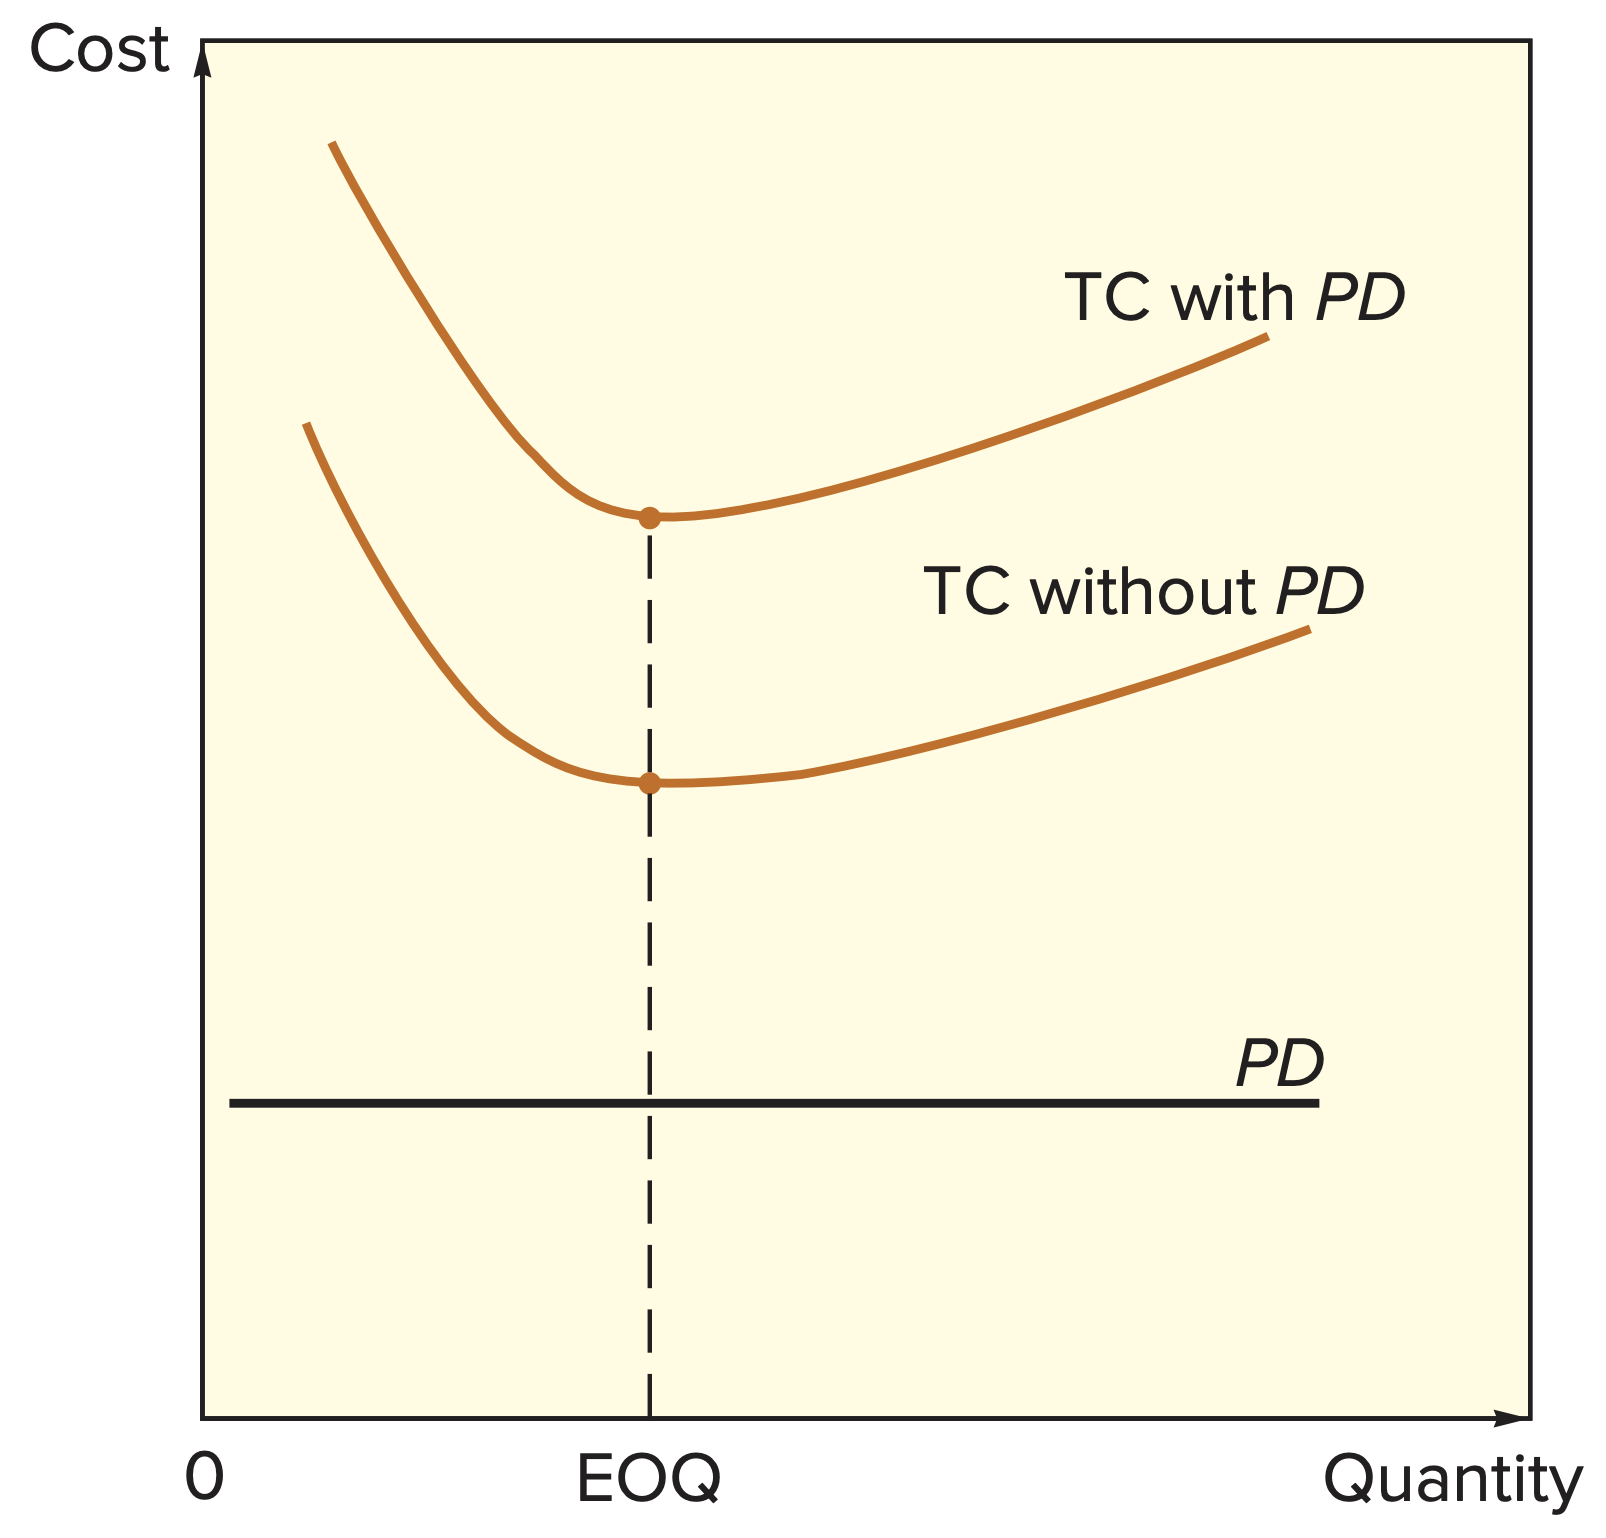 Cost
TC with PD
TC without PD
PD
0
EOQ
Quantity